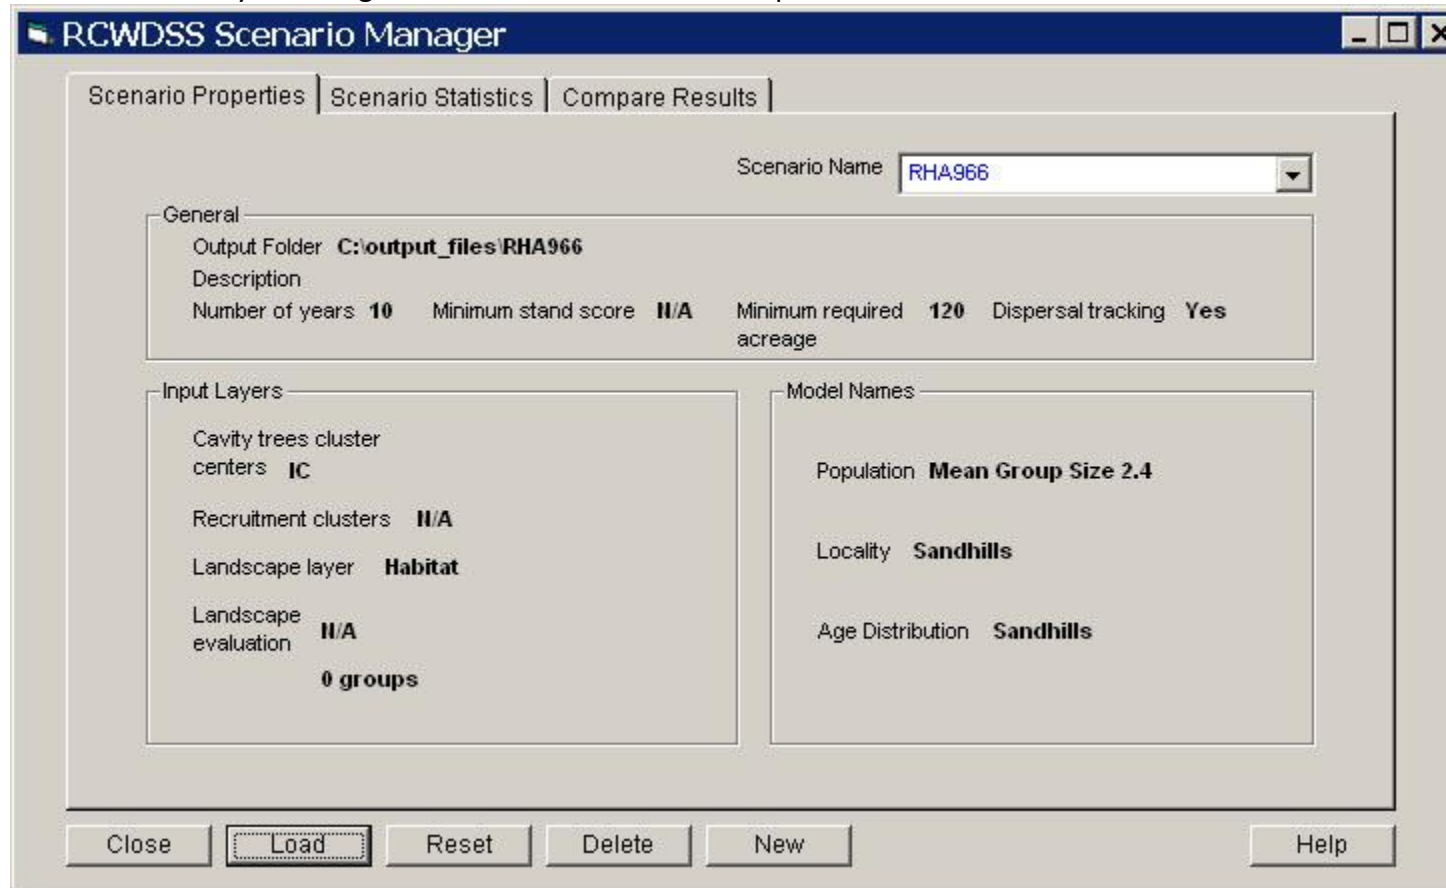 RCWDSS Scenario Manager
Scenario Properties Scenario Statistics Compare Results
Scenario Name RHA966
General
Output Folder C:\output_files\RHA966
Description
Number of years 10 Minimum stand score N/A Minimum required acreage 120 Dispersal tracking Yes
Input Layers
Cavity trees cluster
centers IC
Recruitment clusters N/A
Landscape layer Habitat
Landscape
evaluation N/A
0 groups
Model Names
Population Mean Group Size 2.4
Locality Sandhills
Age Distribution Sandhills
Close Load Reset Delete New Help